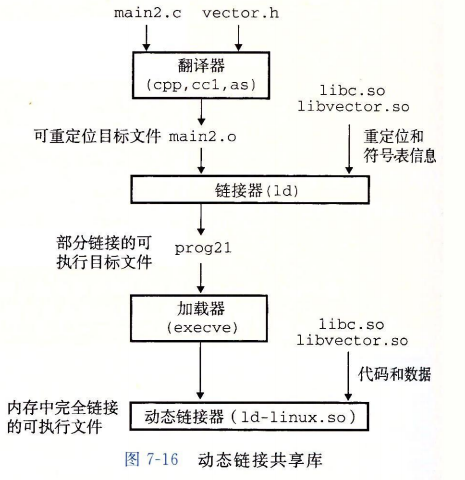 main2.c vector.h
翻译器
(cpp,cc1,as)
libc.so
libvector.so
可重定位目标文件 main2.o
重定位和
符号表信息
链接器(ld)
部分链接的可
执行目标文件
prog21
加载器
(execve)
libc.so
libvector.so
代码和数据
内存中完全链接
的可执行文件
动态链接器(ld-linux.so)
图 7-16 动态链接共享库